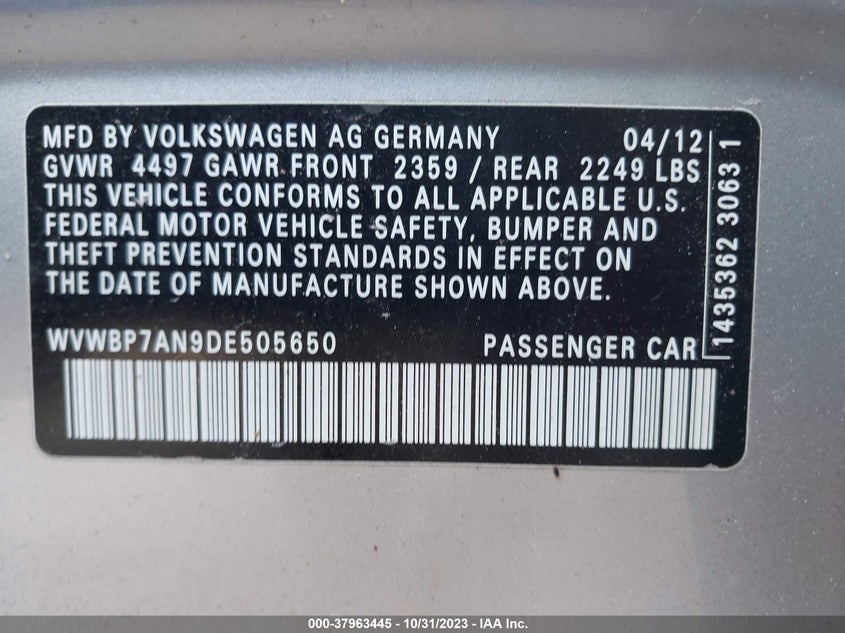 MFD BY VOLKSWAGEN AG GERMANY 04/12
GVWR 4497 GAWR FRONT 2359 / REAR 2249 LBS
THIS VEHICLE CONFORMS TO ALL APPLICABLE U.S.
FEDERAL MOTOR VEHICLE SAFETY, BUMPER AND
THEFT PREVENTION STANDARDS IN EFFECT ON
THE DATE OF MANUFACTURE SHOWN ABOVE.
WVWBP7AN9DE505650 PASSENGER CAR
1435362 3063 1
000-37963445 - 10/31/2023 - IAA